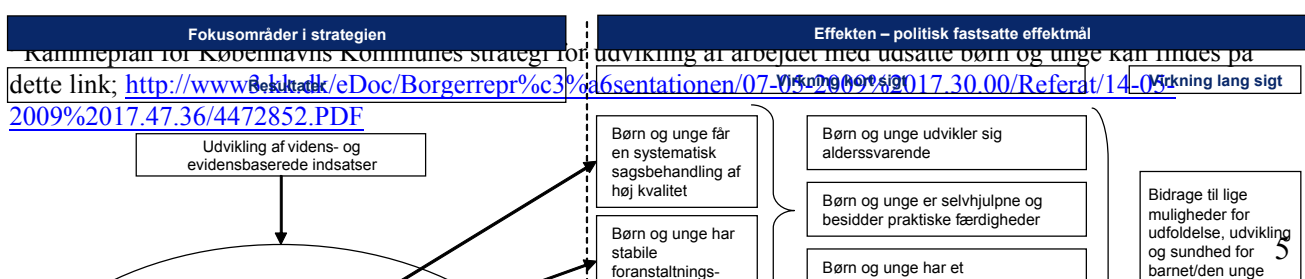 Fokusområder i strategien
Effekten – politisk fastsatte effektmål
Rammeplan for Københavns Kommunes strategi for udvikling af arbejdet med udsatte børn og unge kan findes på
dette link; http://www3.kk.dk/eDoc/Borgerrepr%c3%a6sentationen/07-05-2009%2017.30.00/Referat/14-05-
2009%2017.47.36/4472852.PDF
Resultater
Virkning kort sigt
Virkning lang sigt
Udvikling af videns- og
evidensbaserede indsatser
Børn og unge får
en systematisk
sagsbehandling af
høj kvalitet
Børn og unge har
stabile
foranstaltnings-
Børn og unge udvikler sig
alderssvarende
Børn og unge er selvhjulpne og
besidder praktiske færdigheder
Børn og unge har et
Bidrage til lige
muligheder for
udfoldelse, udvikling
og sundhed for
barnet/den unge
5